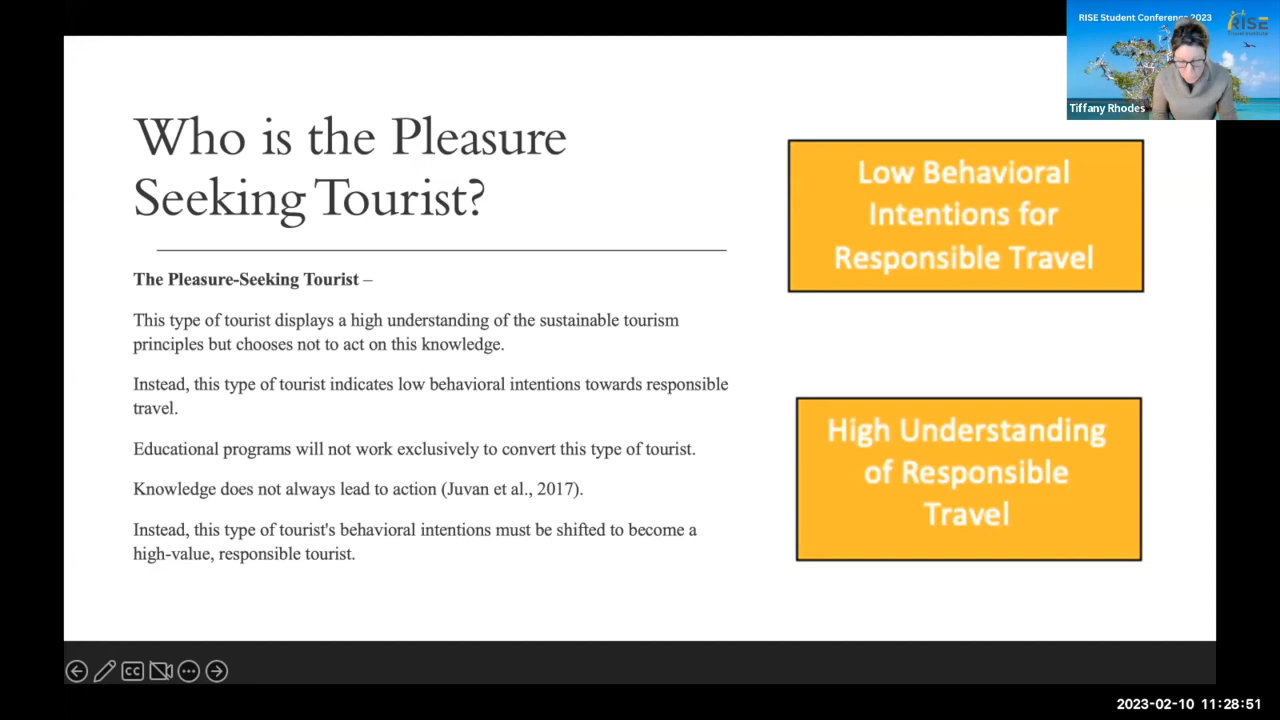 RISE Student Conference 2023
RISE
Travel Institute
Tiffany Rhodes
Who is the Pleasure
Seeking Tourist?
The Pleasure-Seeking Tourist –
This type of tourist displays a high understanding of the sustainable tourism
principles but chooses not to act on this knowledge.
Instead, this type of tourist indicates low behavioral intentions towards responsible
travel.
Educational programs will not work exclusively to convert this type of tourist.
Knowledge does not always lead to action (Juvan et al., 2017).
Instead, this type of tourist's behavioral intentions must be shifted to become a
high-value, responsible tourist.
Low Behavioral
Intentions for
Responsible Travel
High Understanding
of Responsible
Travel
CC
2023-02-10 11:28:51